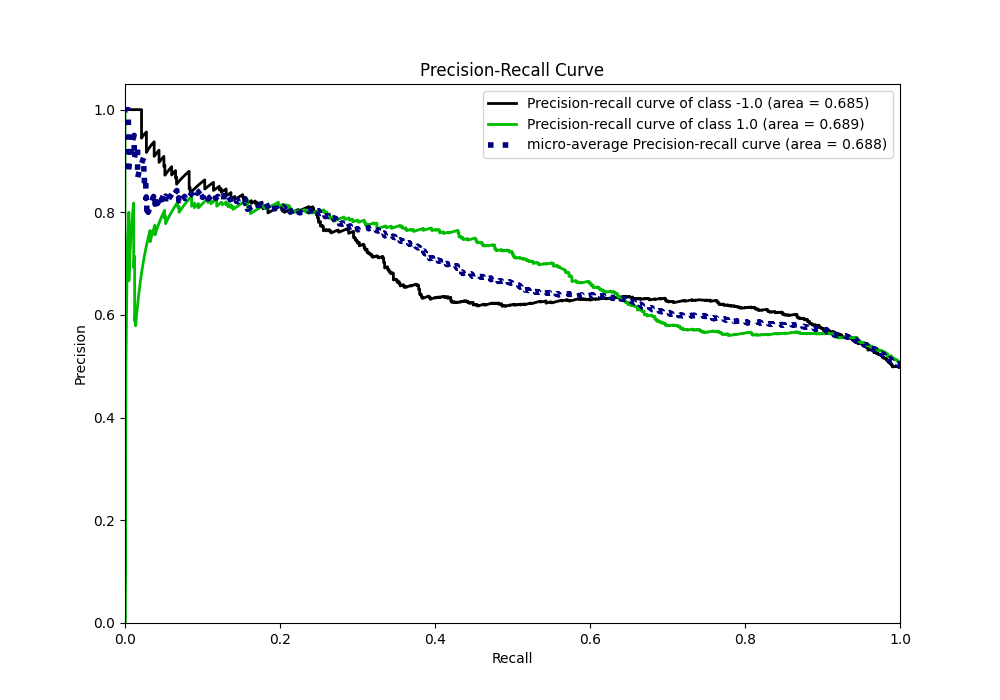 Precision-Recall Curve
Precision-recall curve of class -1.0 (area = 0.685)
Precision-recall curve of class 1.0 (area = 0.689)
micro-average Precision-recall curve (area = 0.688)
1.0
0.8
0.6
0.4
0.2
0.0
Precision
0.0 0.2 0.4 0.6 0.8 1.0
Recall